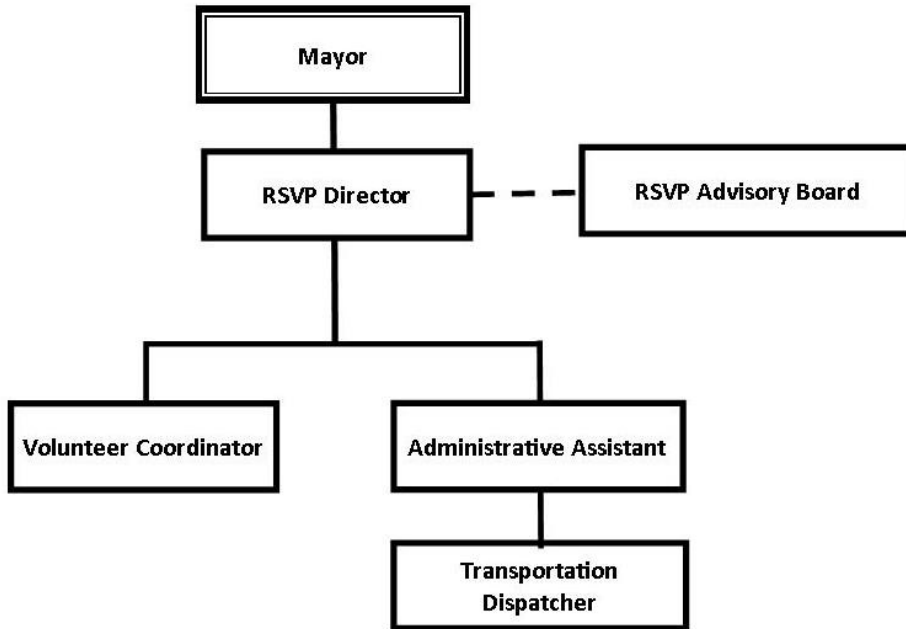 Mayor
RSVP Director
RSVP Advisory Board
Volunteer Coordinator
Administrative Assistant
Transportation
Dispatcher